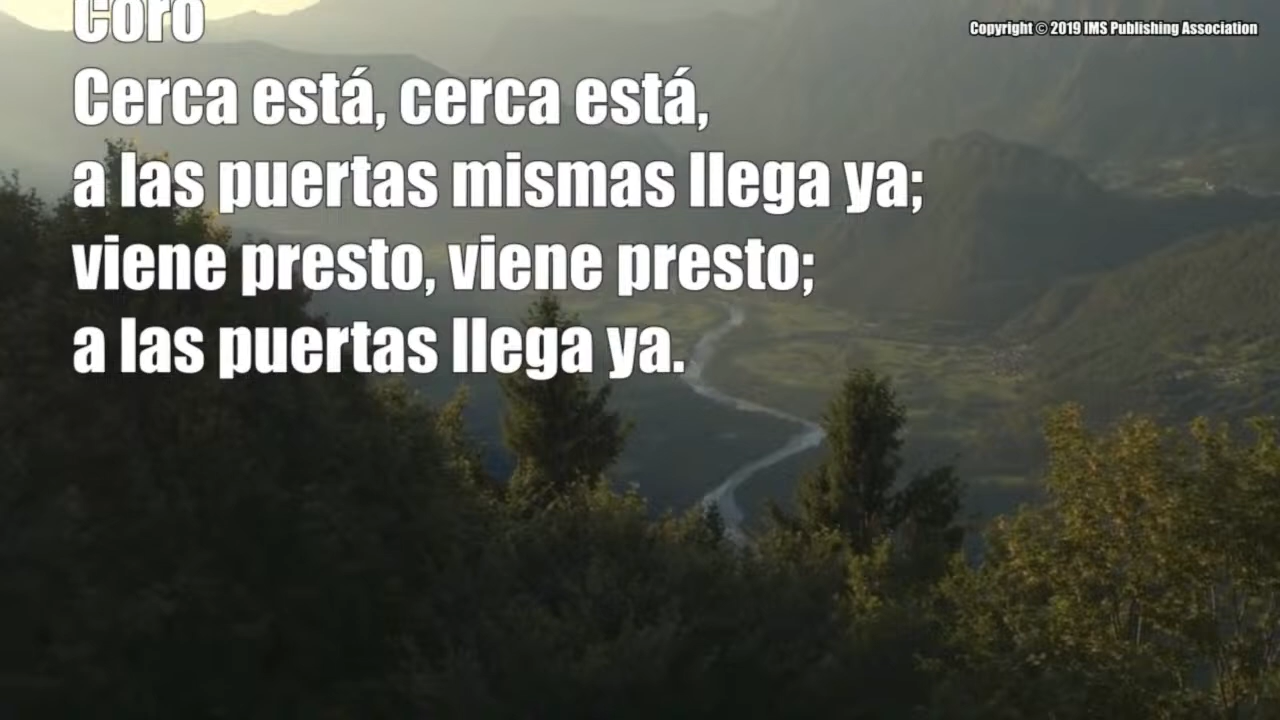 Copyright © 2019 IMS Publishing Association
Coro
Cerca está, cerca está,
a las puertas mismas llega ya;
viene presto, viene presto;
a las puertas llega ya.